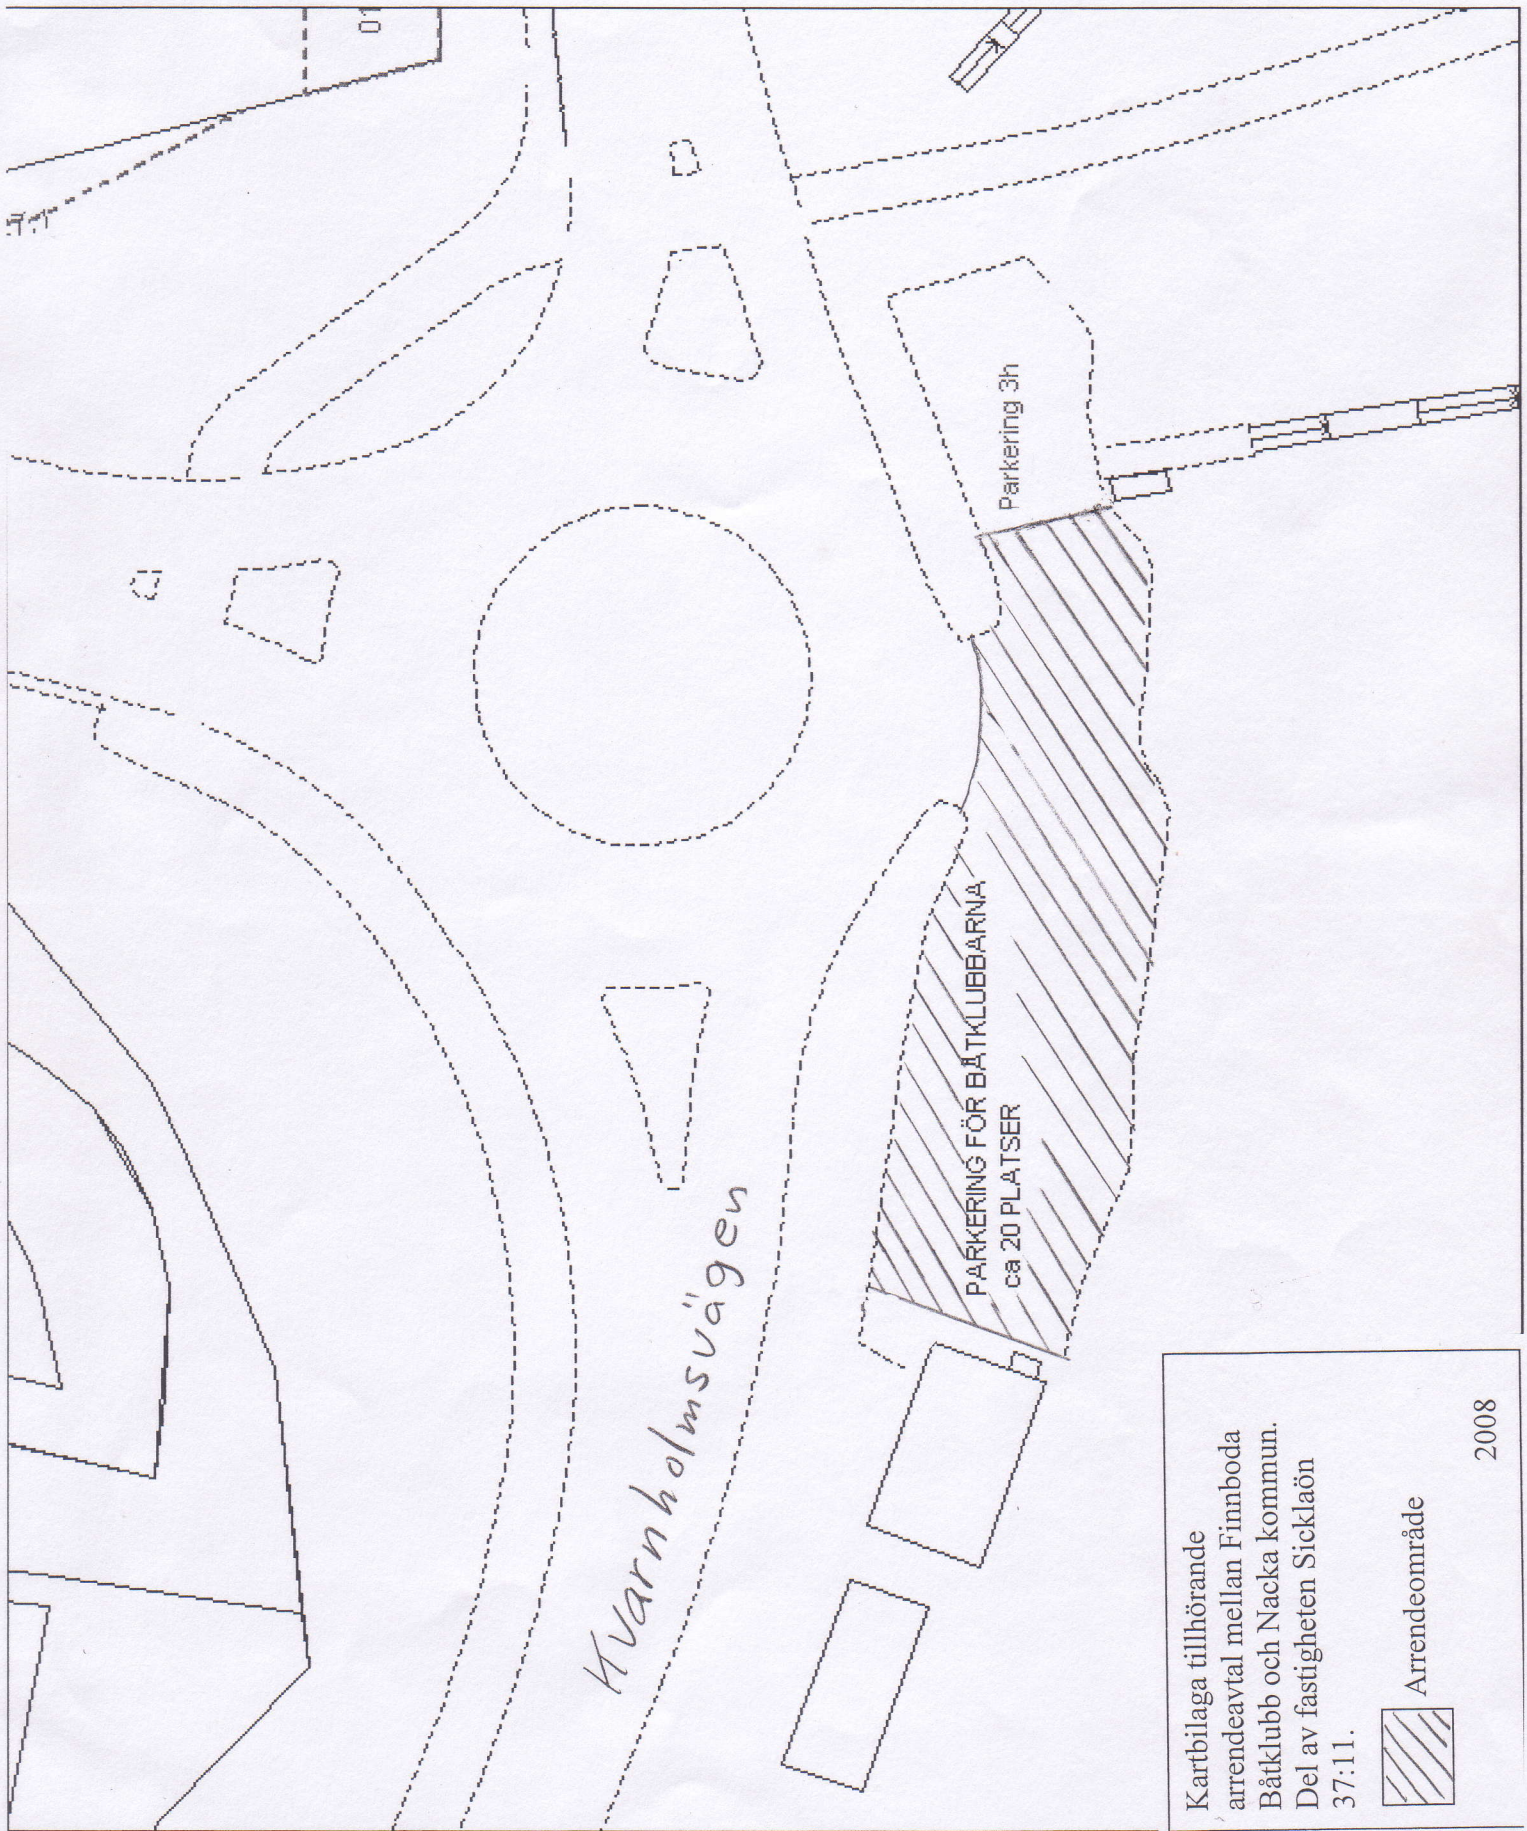 01
Parkering 3h
PARKERING FÖR BÅTKLUBBARNA
ca 20 PLATSER
Kvarnholmsvägen
Kartbilaga tillhörande
arrendeavtal mellan Finnboda
Båtklubb och Nacka kommun.
Del av fastigheten Sicklaön
37:11.
Arrendeområde
2008